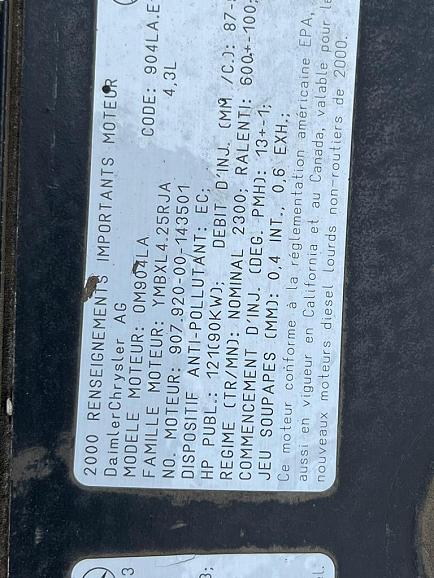 2000 RENSEIGNEMENTS IMPORTANTS MOTEUR
DaimlerChrysler AG CODE: 904LA.E
MODELE MOTEUR: OM904LA 4,3L
FAMILLE MOTEUR: YMBXL4.25RJA
NO. MOTEUR: 907.920-00-143501
DISPOSITIF ANTI-POLLUTANT: EC;
HP PUBL.: 121(90KW); DEBIT D'INJ. (MM /C.): 87-
REGIME (TR/MN): NOMINAL 2300; RALENTI: 600+-100;
COMMENCEMENT D'INJ. (DEG. PMH): 13+-1;
JEU SOUPAPES (MM): 0,4 INT., 0,6 EXH.;
Ce moteur conforme à la réglementation américaine EPA,
aussi en vigueur en Californie et au Canada, valable pour
nouveaux moteurs diesel lourds non-routiers de 2000.
3